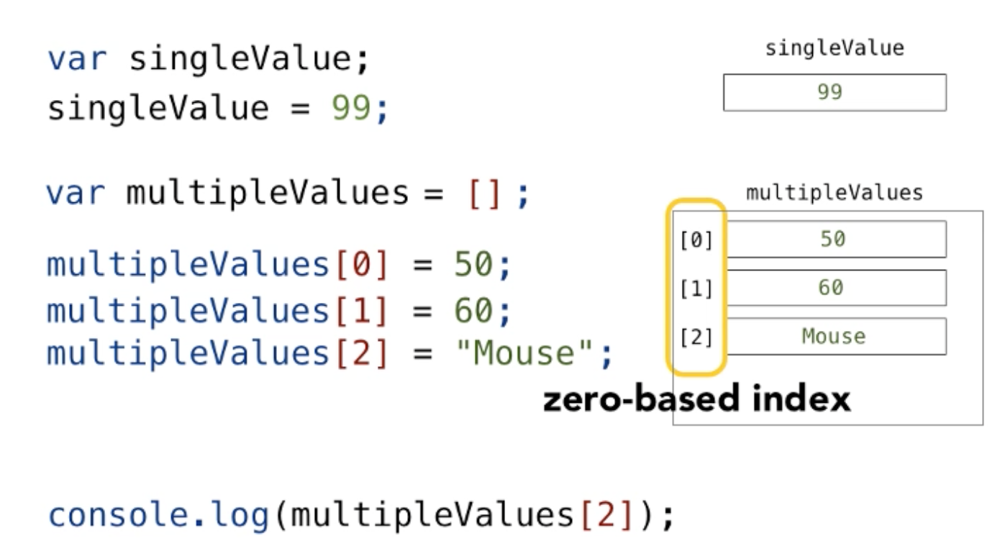 var singleValue;
singleValue = 99;
var multipleValues = [] ;
multipleValues[0] = 50;
multipleValues[1] = 60;
multipleValues[2] = "Mouse";
console.log(multipleValues[2]);
singleValue
99
multipleValues
[0] 50
[1] 60
[2] Mouse
zero-based index